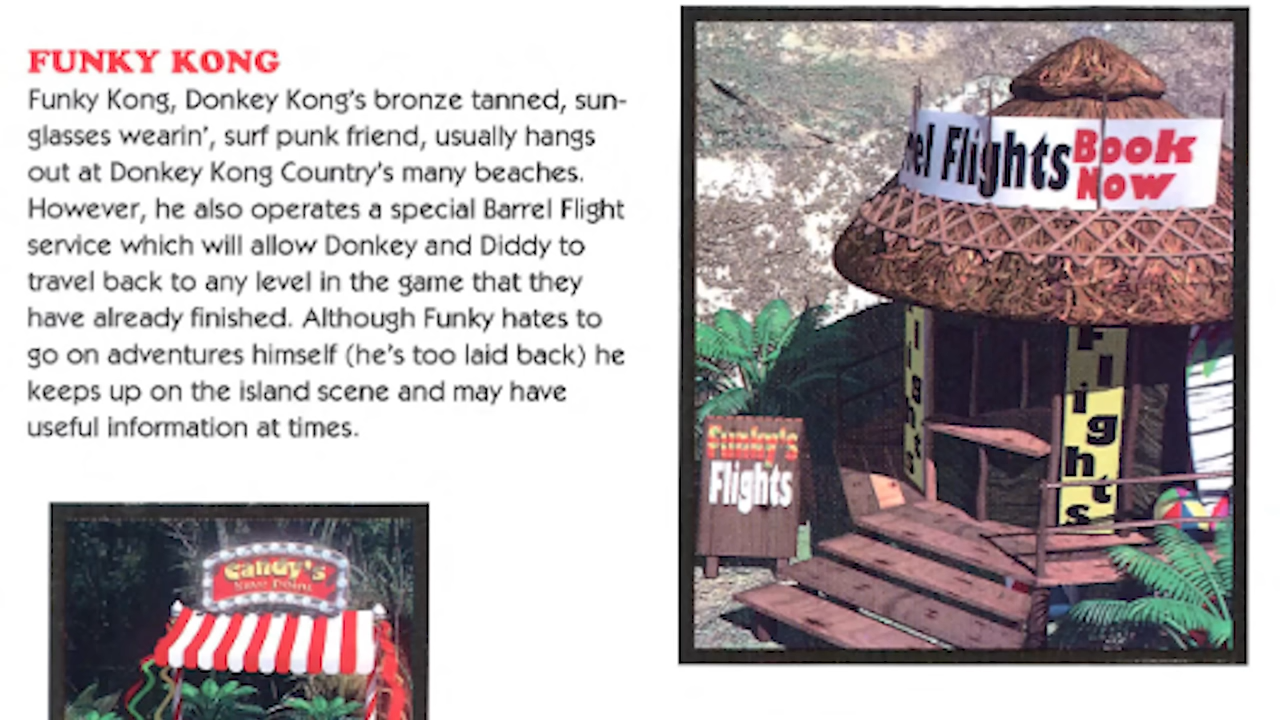 FUNKY KONG
Funky Kong, Donkey Kong's bronze tanned, sun-
glasses wearin', surf punk friend, usually hangs
out at Donkey Kong Country's many beaches.
However, he also operates a special Barrel Flight
service which will allow Donkey and Diddy to
travel back to any level in the game that they
have already finished. Although Funky hates to
go on adventures himself (he's too laid back) he
keeps up on the island scene and may have
useful information at times.
rel Flights Book
Now
lights
Flights
Funky's
Flights
Candy's
Save Point